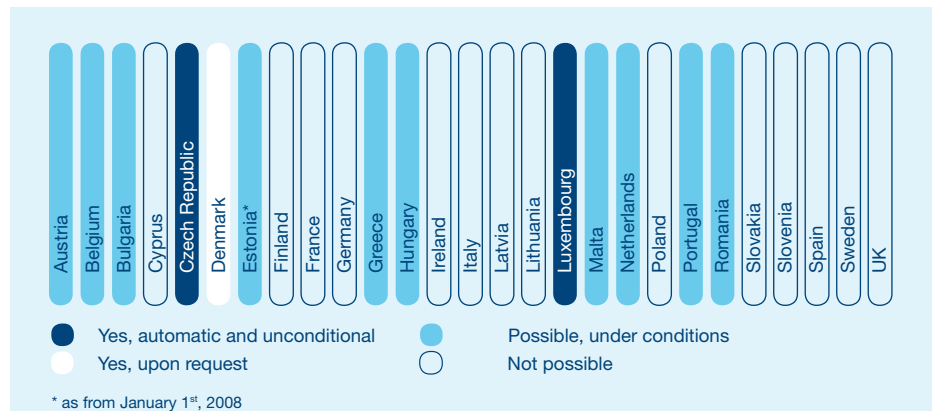 Austria
Belgium
Bulgaria
Cyprus
Czech Republic
Denmark
Estonia*
Finland
France
Germany
Greece
Hungary
Ireland
Italy
Latvia
Lithuania
Luxembourg
Malta
Netherlands
Poland
Portugal
Romania
Slovakia
Slovenia
Spain
Sweden
UK
Yes, automatic and unconditional
Possible, under conditions
Yes, upon request
Not possible
* as from January 1st, 2008